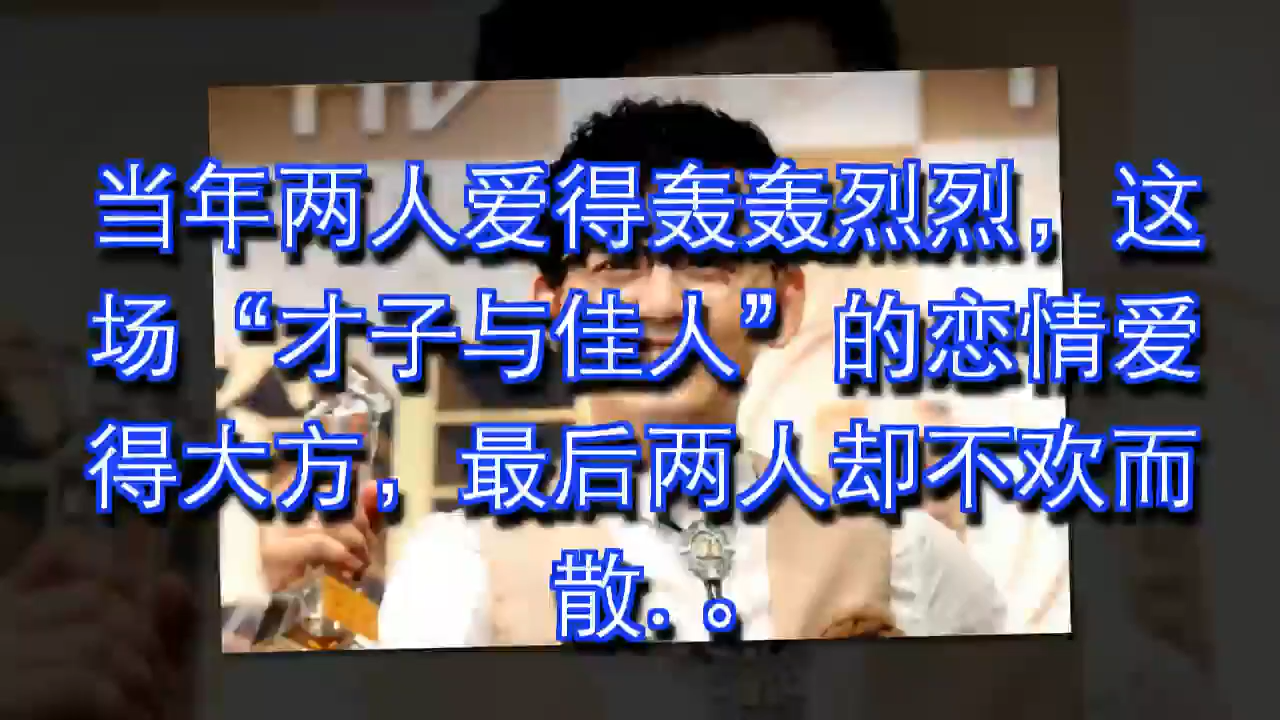 当年两人爱得轰轰烈烈，这
场“才子与佳人”的恋情爱
得大方，最后两人却不欢而
散.。